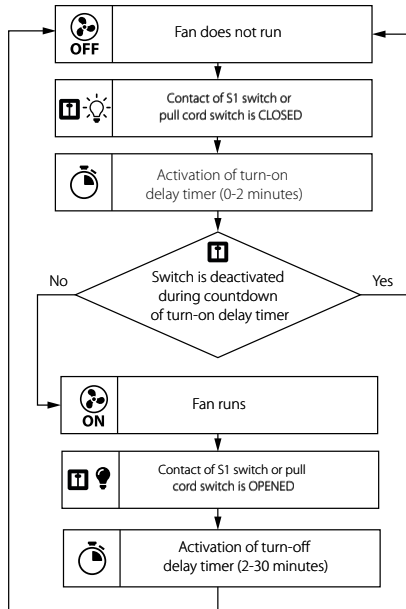 OFF
Fan does not run
Contact of S1 switch or
pull cord switch is CLOSED
Activation of turn-on
delay timer (0-2 minutes)
No
Switch is deactivated
during countdown
of turn-on delay timer
Yes
ON
Fan runs
Contact of S1 switch or pull
cord switch is OPENED
Activation of turn-off
delay timer (2-30 minutes)